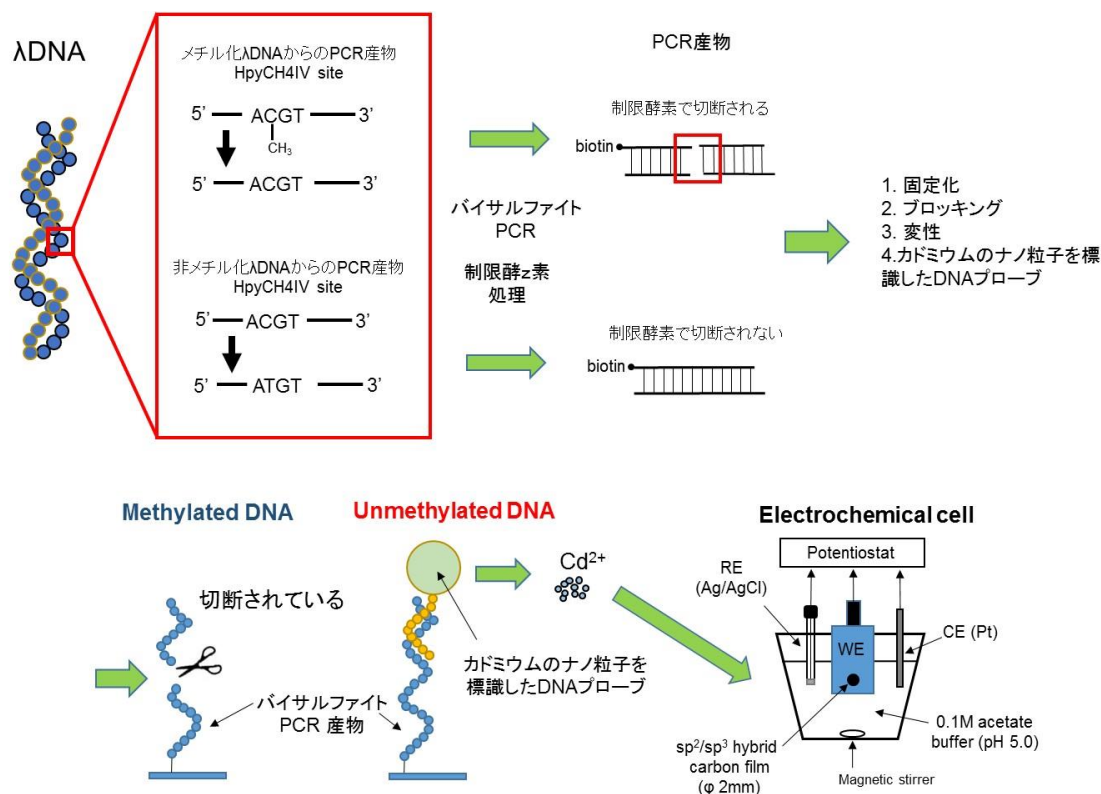 λDNA
メチル化λDNAからのPCR産物
HpyCH4IV site
5’ ACGT 3’
CH3
5’ ACGT 3’
非メチル化λDNAからのPCR産物
HpyCH4IV site
5’ ACGT 3’
5’ ATGT 3’
バイサルファイト
PCR
制限酵z素
処理
PCR産物
制限酵素で切断される
biotin
制限酵素で切断されない
biotin
1. 固定化
2. ブロッキング
3. 変性
4.カドミウムのナノ粒子を標
識したDNAプローブ
Methylated DNA
切断されている
バイサルファイト
PCR 産物
Unmethylated DNA
Cd2+
カドミウムのナノ粒子を
標識したDNAプローブ
Electrochemical cell
Potentiostat
RE
(Ag/AgCl)
WE
CE (Pt)
0.1M acetate
buffer (pH 5.0)
sp2/sp3 hybrid
carbon film
(φ 2mm)
Magnetic stirrer